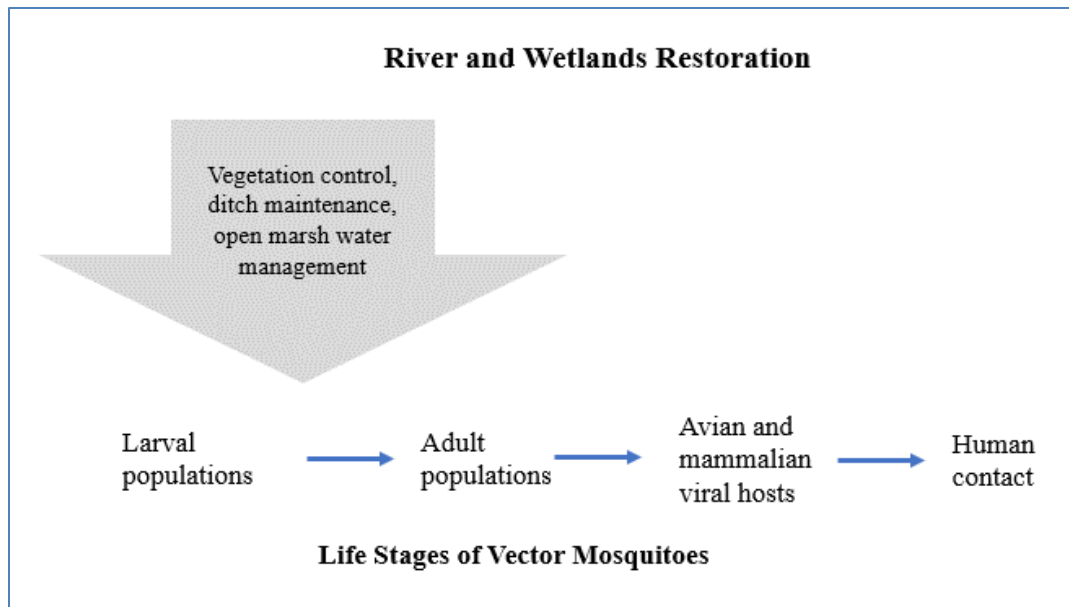 River and Wetlands Restoration
Vegetation control,
ditch maintenance,
open marsh water
management
Larval
populations
Adult
populations
Avian and
mammalian
viral hosts
Human
contact
Life Stages of Vector Mosquitoes